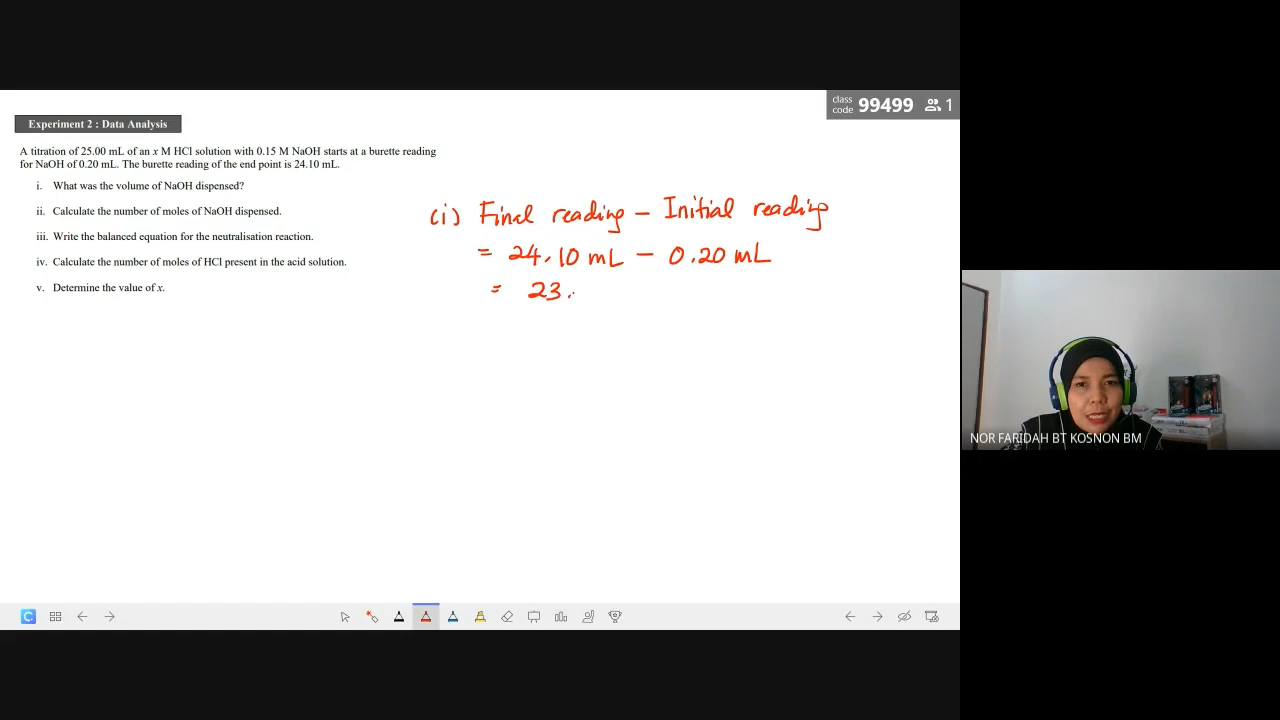 class
code 99499 1
Experiment 2 : Data Analysis
A titration of 25.00 mL of an x M HCl solution with 0.15 M NaOH starts at a burette reading
for NaOH of 0.20 mL. The burette reading of the end point is 24.10 mL.
i. What was the volume of NaOH dispensed?
ii. Calculate the number of moles of NaOH dispensed.
iii. Write the balanced equation for the neutralisation reaction.
iv. Calculate the number of moles of HCl present in the acid solution.
v. Determine the value of x.
(i) Final reading - Initial reading
= 24.10 mL - 0.20 mL
= 23.
NOR FARIDAH BT KOSNON BM